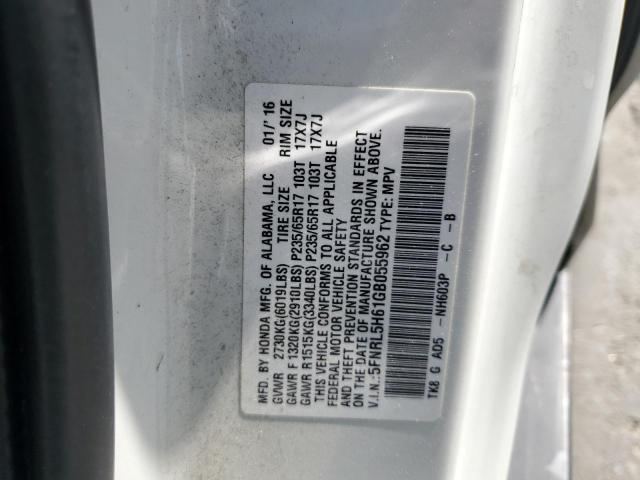 MFD. BY HONDA MFG. OF ALABAMA, LLC 01/'16
GVWR 2730KG(6019LBS) TIRE SIZE RIM SIZE
GAWR F 1320KG(2910LBS) P235/65R17 103T 17X7J
GAWR R1515KG(3340LBS) P235/65R17 103T 17X7J
THIS VEHICLE CONFORMS TO ALL APPLICABLE
FEDERAL MOTOR VEHICLE SAFETY
AND THEFT PREVENTION STANDARDS IN EFFECT
ON THE DATE OF MANUFACTURE SHOWN ABOVE.
V.I.N.:5FNRL5H61GB055962 TYPE: MPV
TK8 G AD5 -NH603P -C -B